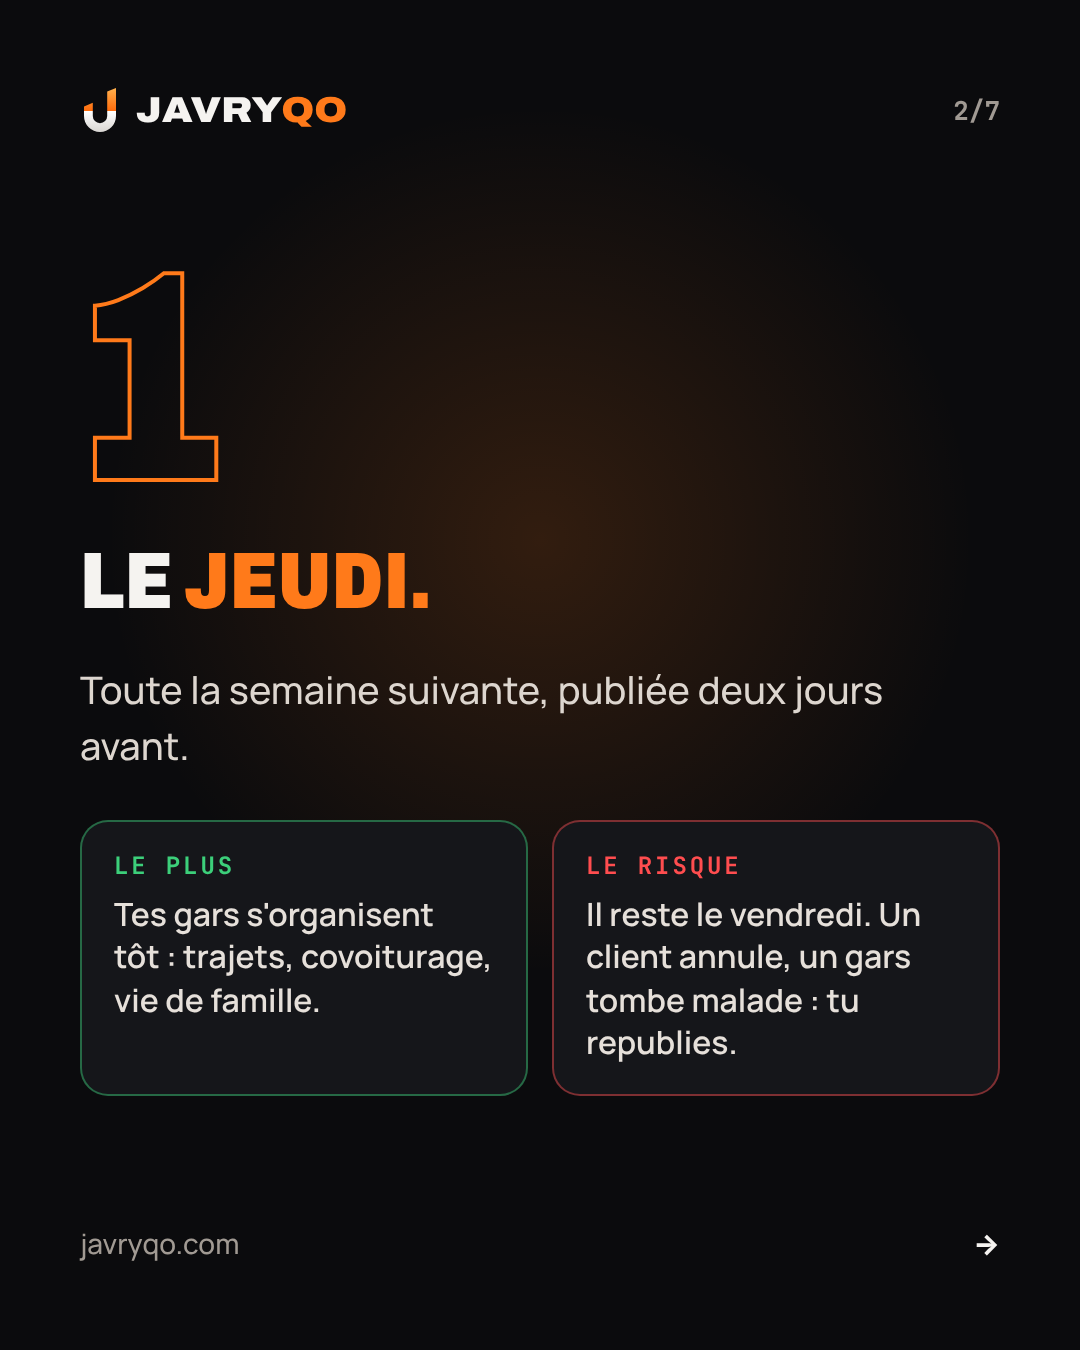 JAVRYQO
2/7
1
LE JEUDI.
Toute la semaine suivante, publiée deux jours
avant.
LE PLUS
Tes gars s'organisent
tôt : trajets, covoiturage,
vie de famille.
LE RISQUE
Il reste le vendredi. Un
client annule, un gars
tombe malade : tu
republies.
javryqo.com
→